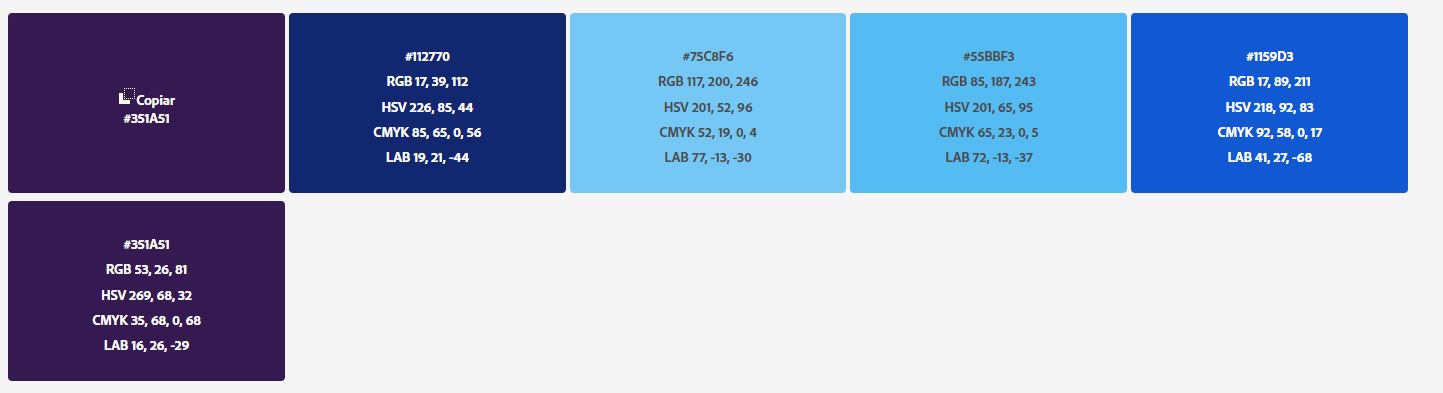 Copiar
#351A51
#112770
RGB 17, 39, 112
HSV 226, 85, 44
CMYK 85, 65, 0, 56
LAB 19, 21, -44
#75C8F6
RGB 117, 200, 246
HSV 201, 52, 96
CMYK 52, 19, 0, 4
LAB 77, -13, -30
#55BBF3
RGB 85, 187, 243
HSV 201, 65, 95
CMYK 65, 23, 0, 5
LAB 72, -13, -37
#1159D3
RGB 17, 89, 211
HSV 218, 92, 83
CMYK 92, 58, 0, 17
LAB 41, 27, -68
#351A51
RGB 53, 26, 81
HSV 269, 68, 32
CMYK 35, 68, 0, 68
LAB 16, 26, -29